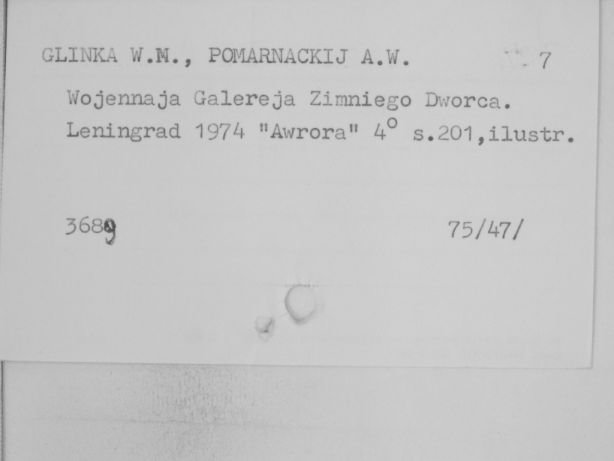 GLINKA W.M., POMARNACKIJ A.W. 7
Wojennaja Galereja Zimniego Dworca.
Leningrad 1974 "Awrora" 4° s.201,ilustr.
3689 75/47/